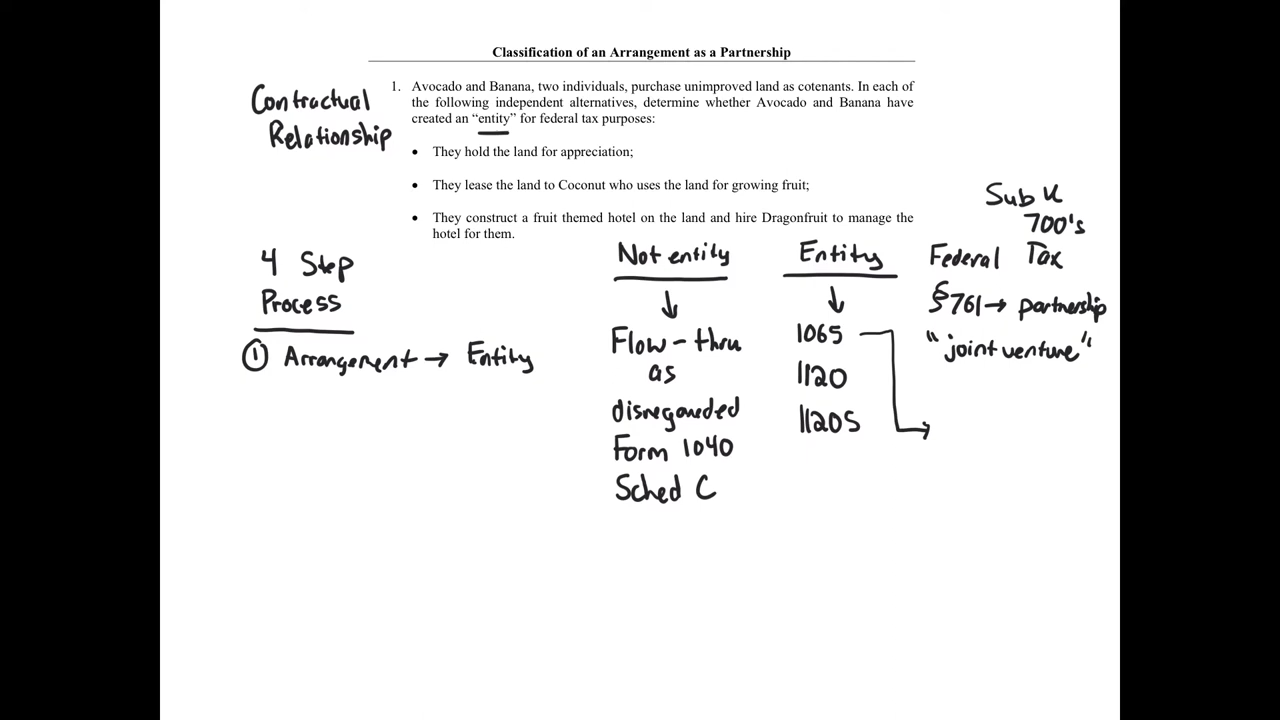 Classification of an Arrangement as a Partnership
Contractual
Relationship
1. Avocado and Banana, two individuals, purchase unimproved land as cotenants. In each of
the following independent alternatives, determine whether Avocado and Banana have
created an “entity” for federal tax purposes:
• They hold the land for appreciation;
• They lease the land to Coconut who uses the land for growing fruit;
• They construct a fruit themed hotel on the land and hire Dragonfruit to manage the
hotel for them.
4 Step
Process
① Arrangement → Entity
Not entity
↓
Flow-thru
as
disregarded
Form 1040
Sched C
Entity
↓
1065
1120
1120S
Sub K
700's
Federal Tax
§761 → partnership
"joint venture"